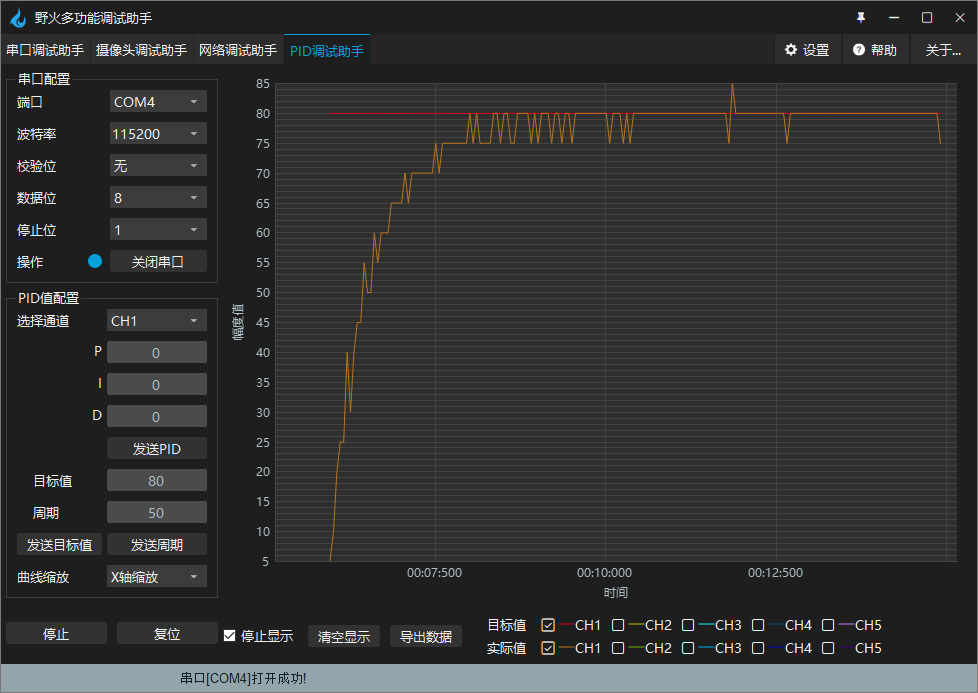 野火多功能调试助手
串口调试助手 摄像头调试助手 网络调试助手 PID调试助手 设置 帮助 关于...
串口配置
端口 COM4
波特率 115200
校验位 无
数据位 8
停止位 1
操作 关闭串口
PID值配置
选择通道 CH1
P 0
I 0
D 0
发送PID
目标值 80
周期 50
发送目标值 发送周期
曲线缩放 X轴缩放
停止 复位 停止显示 清空显示 导出数据
85
80
75
70
65
60
55
50
45
40
35
30
25
20
15
10
5
幅度值
00:07:500 00:10:000 00:12:500
时间
目标值 CH1 CH2 CH3 CH4 CH5
实际值 CH1 CH2 CH3 CH4 CH5
串口[COM4]打开成功!